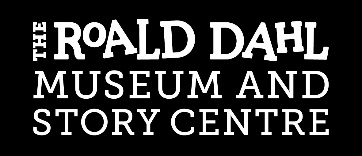 THE ROALD DAHL
MUSEUM AND
STORY CENTRE